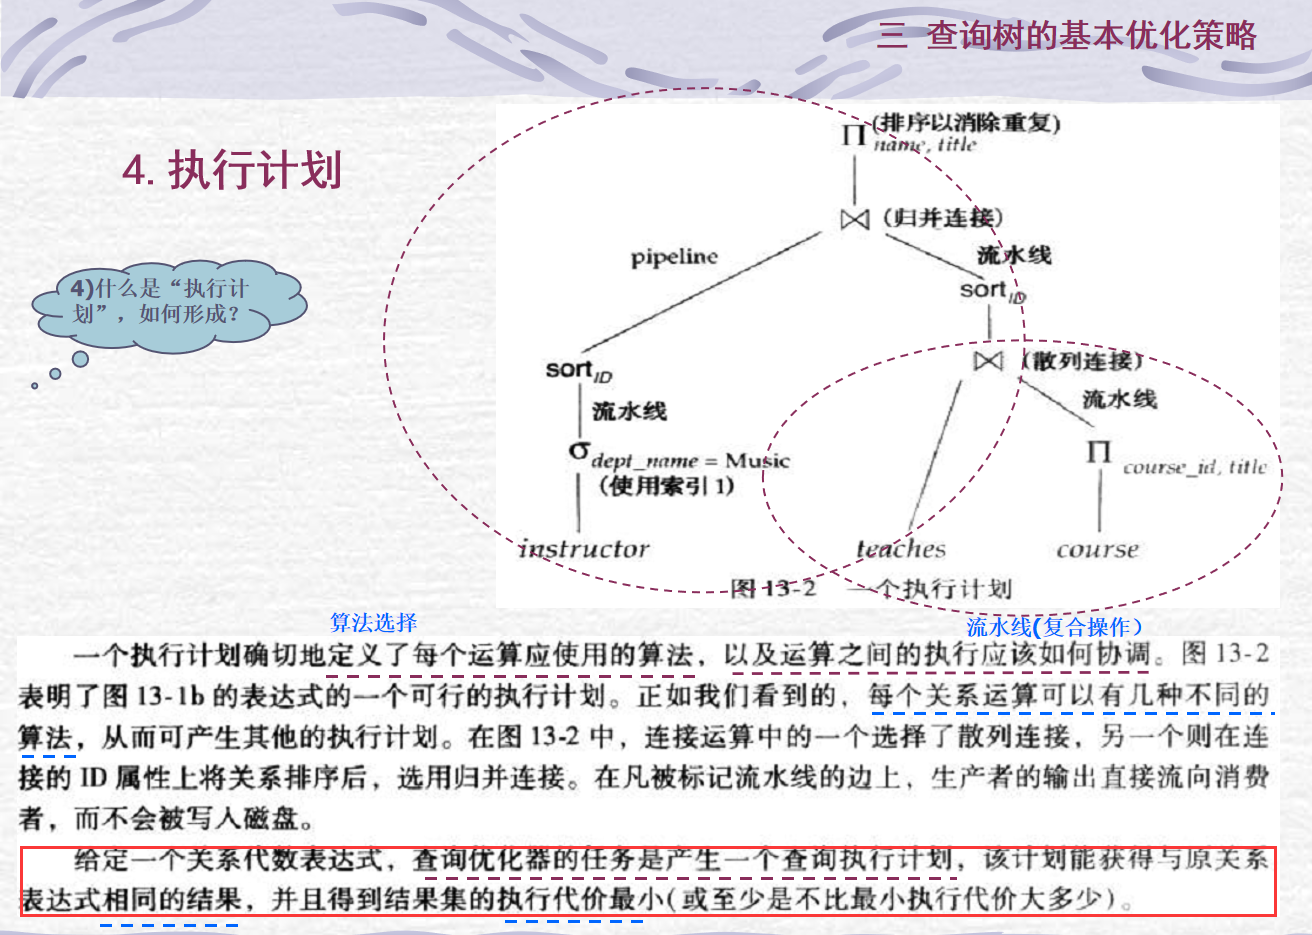 三 查询树的基本优化策略
4. 执行计划
4)什么是“执行计
划”，如何形成？
Π (排序以消除重复)
name, title
⋈ (归并连接)
pipeline
流水线
sort ID
⋈ (散列连接)
sort ID
流水线
流水线
σ dept_name = Music
(使用索引1)
Π course_id, title
instructor
teaches
course
图 13-2 一个执行计划
算法选择
流水线(复合操作）
一个执行计划确切地定义了每个运算应使用的算法，以及运算之间的执行应该如何协调。图 13-2
表明了图 13-1b 的表达式的一个可行的执行计划。正如我们看到的，每个关系运算可以有几种不同的
算法，从而可产生其他的执行计划。在图 13-2 中，连接运算中的一个选择了散列连接，另一个则在连
接的 ID 属性上将关系排序后，选用归并连接。在凡被标记流水线的边上，生产者的输出直接流向消费
者，而不会被写入磁盘。
给定一个关系代数表达式，查询优化器的任务是产生一个查询执行计划，该计划能获得与原关系
表达式相同的结果，并且得到结果集的执行代价最小(或至少是不比最小执行代价大多少)。